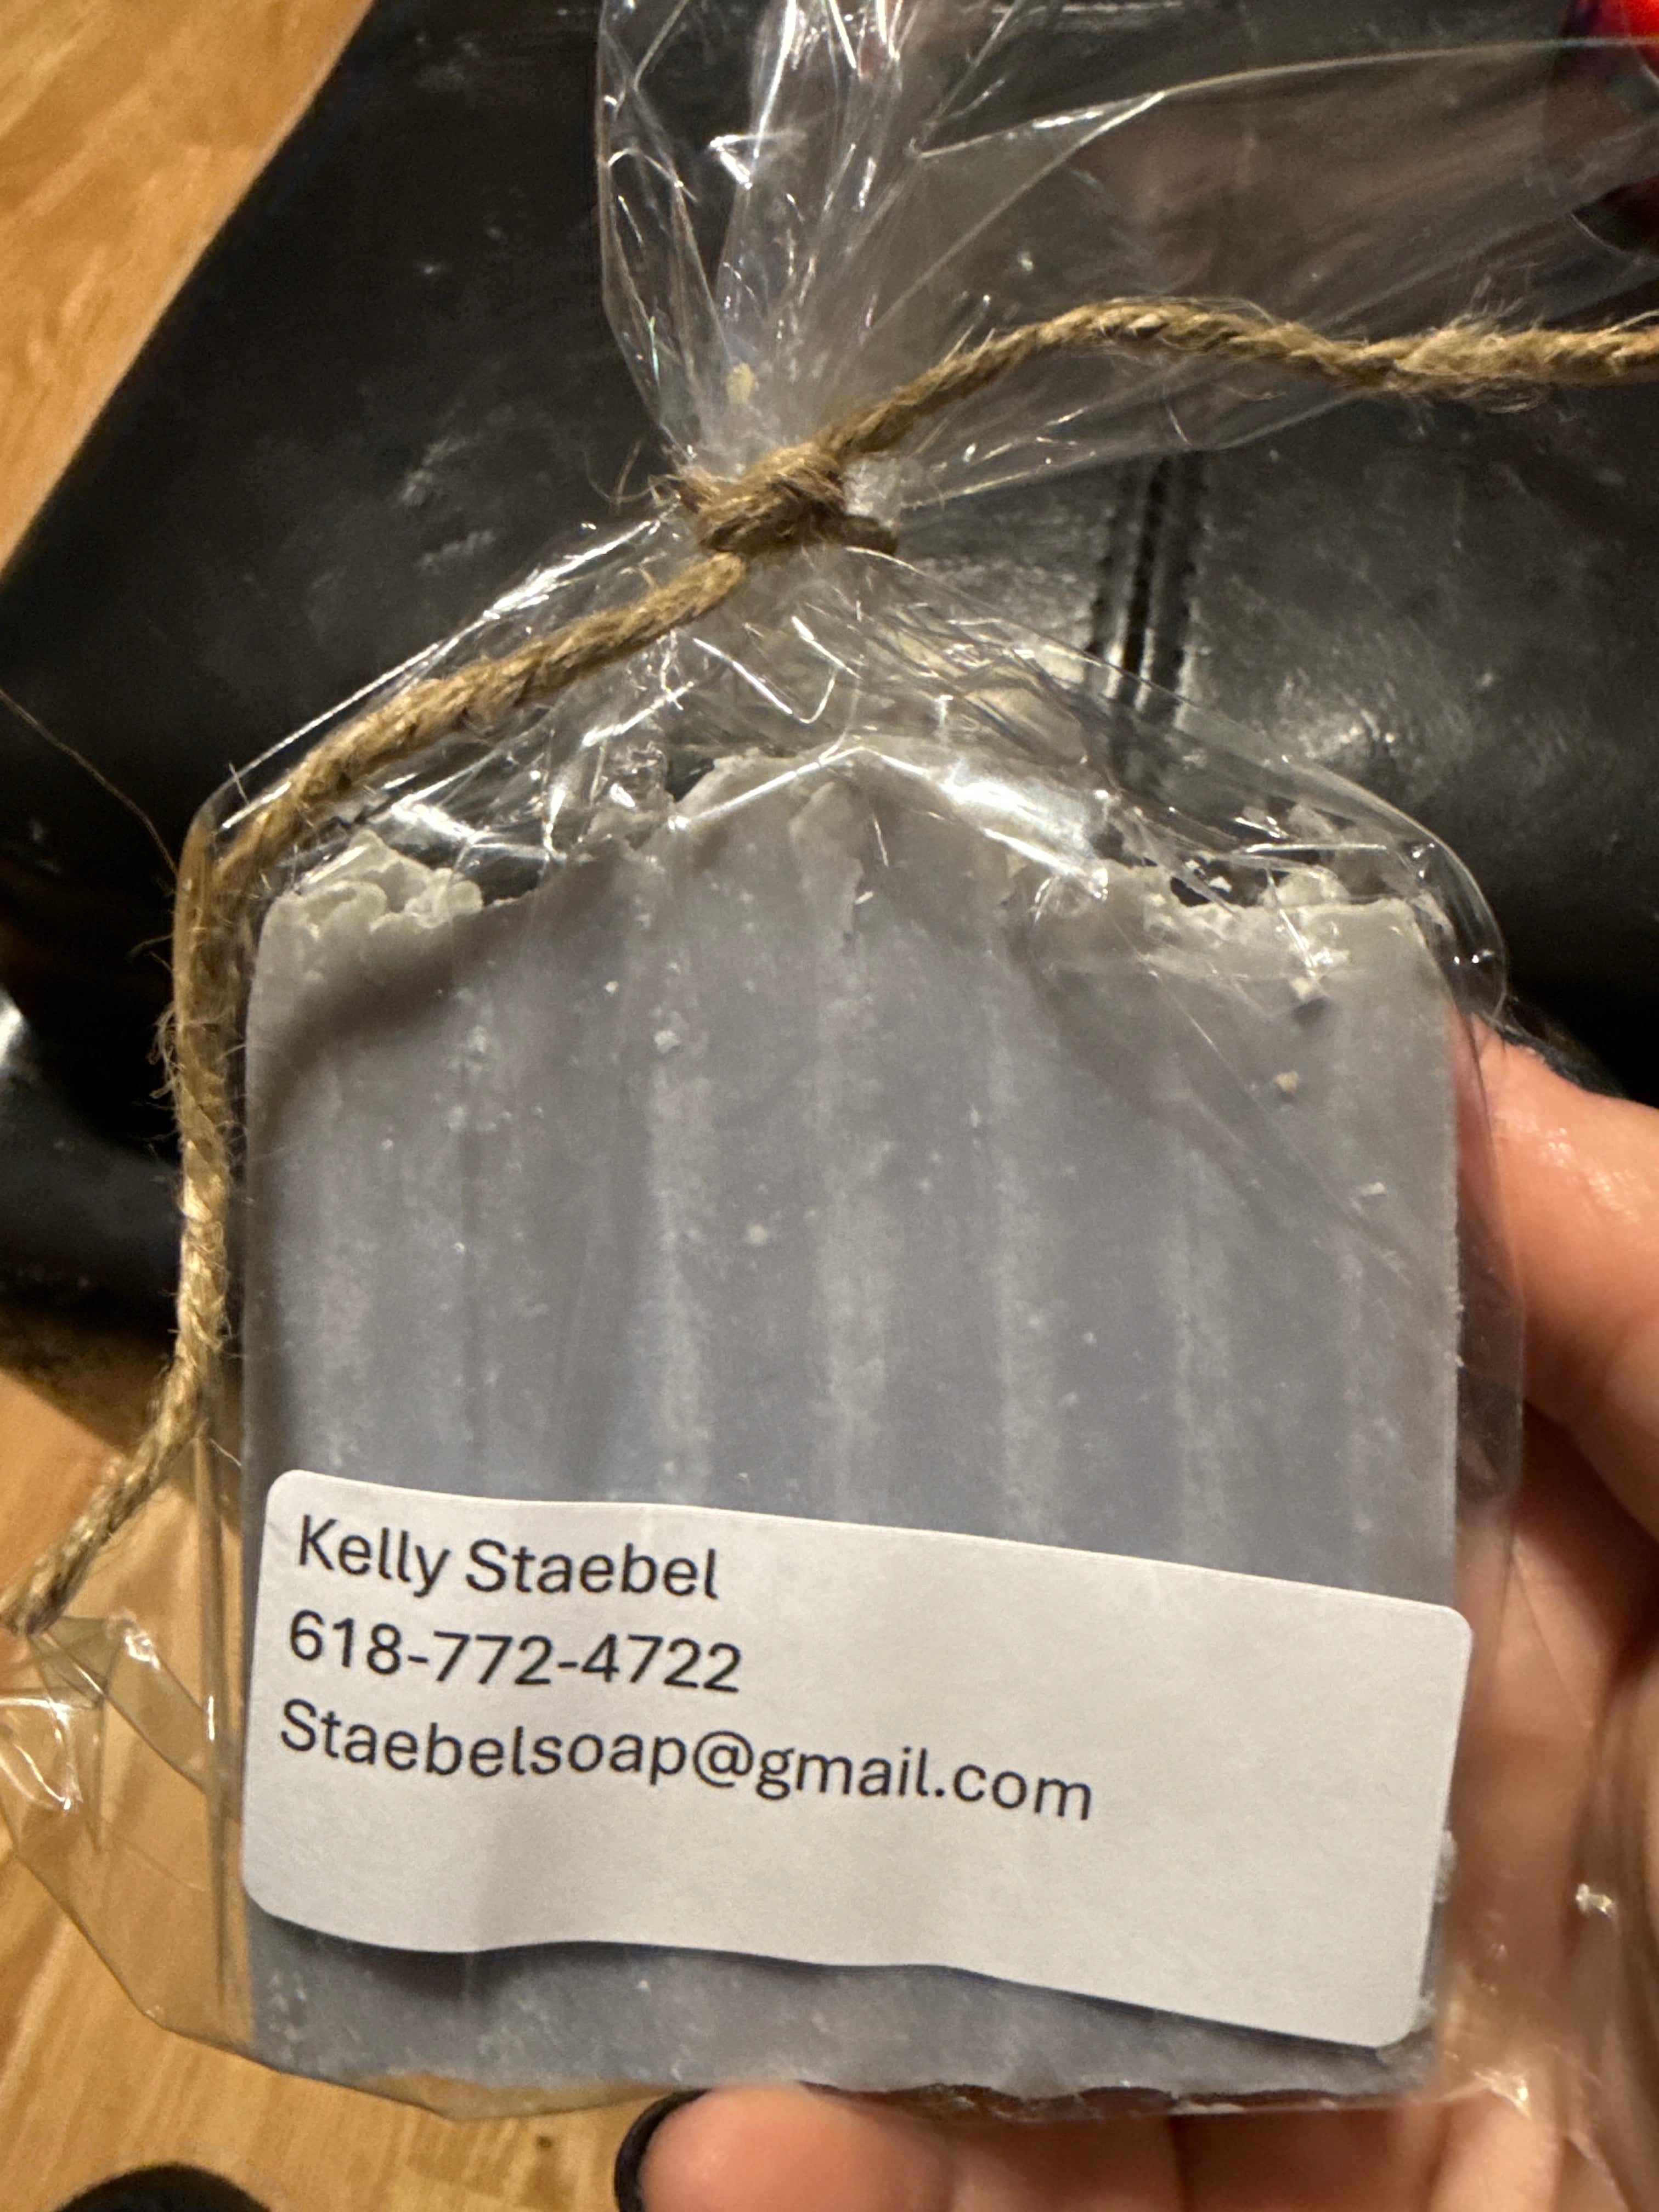 Kelly Staebel
618-772-4722
Staebelsoap@gmail.com